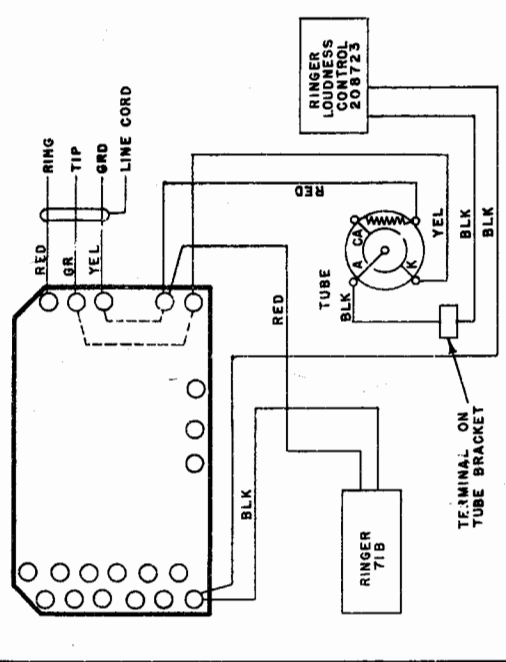 RINGER
LOUDNESS
CONTROL
208723
RING
TIP
GRD
LINE CORD
RED
GR
YEL
RED
TUBE
A
CA
K
BLK
YEL
BLK
BLK
RED
BLK
TERMINAL ON
TUBE BRACKET
RINGER
71B